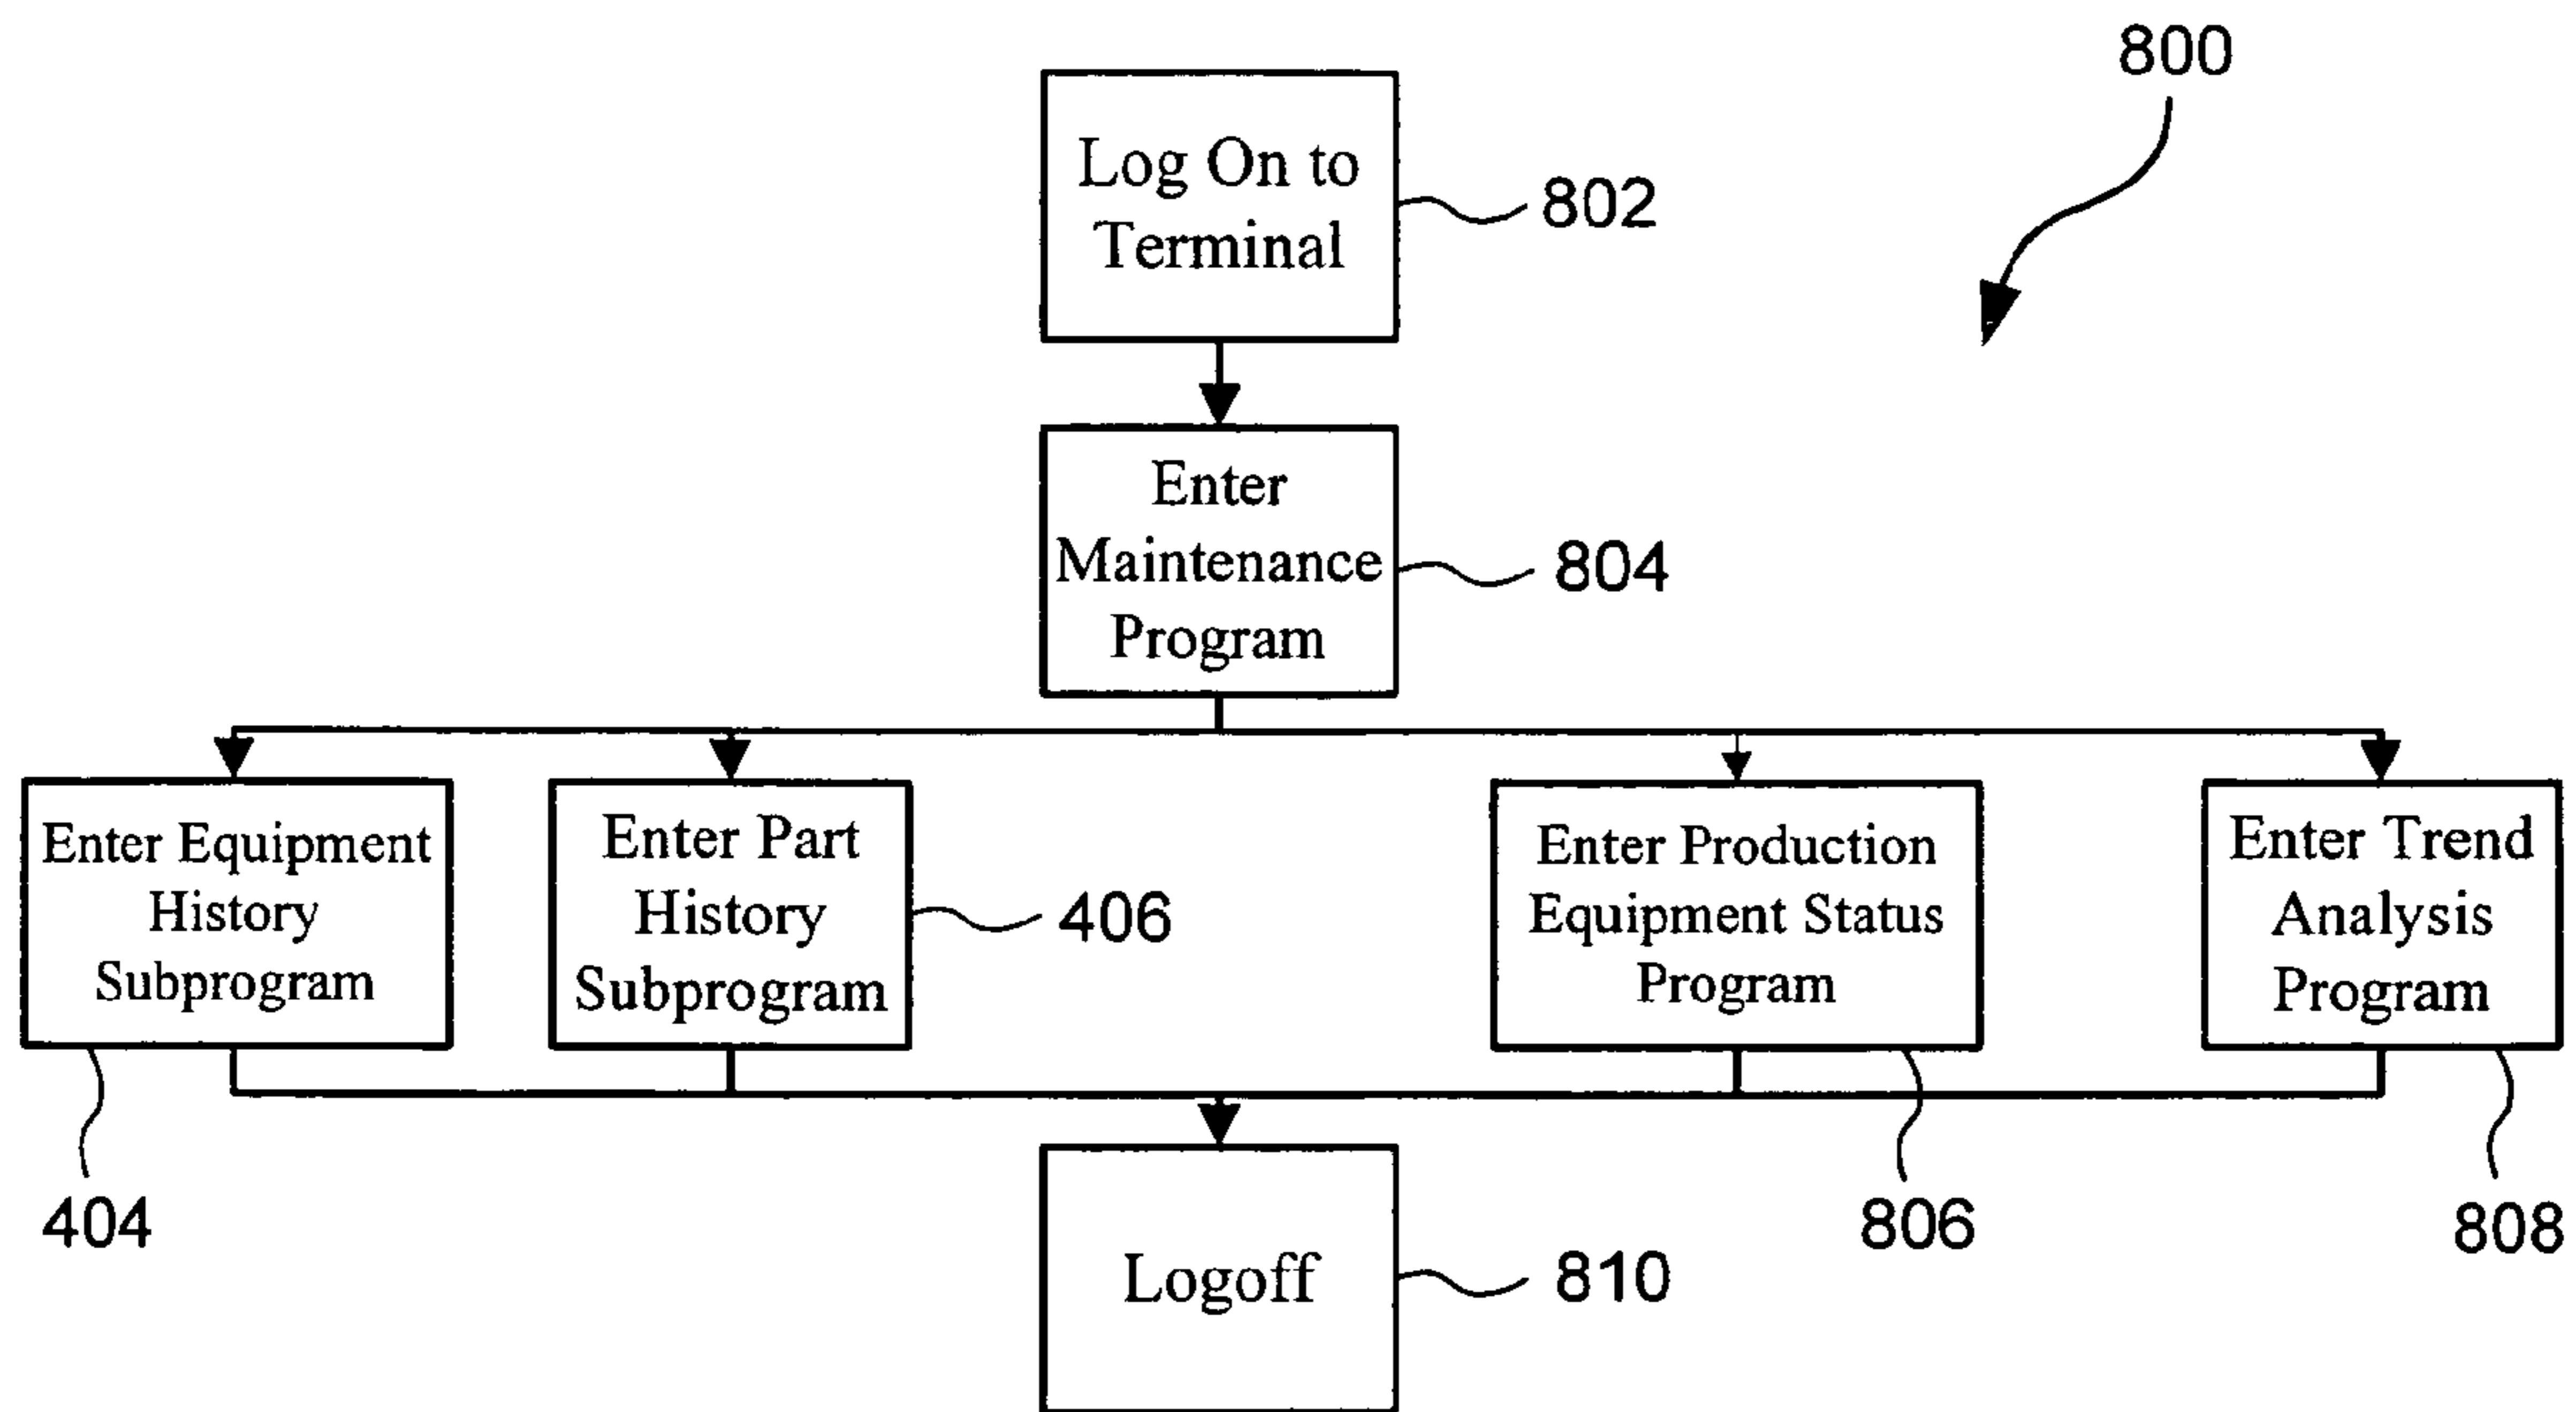 800
Log On to
Terminal
802
Enter
Maintenance
Program
804
Enter Equipment
History
Subprogram
404
Enter Part
History
Subprogram
406
Enter Production
Equipment Status
Program
806
Enter Trend
Analysis
Program
808
Logoff
810